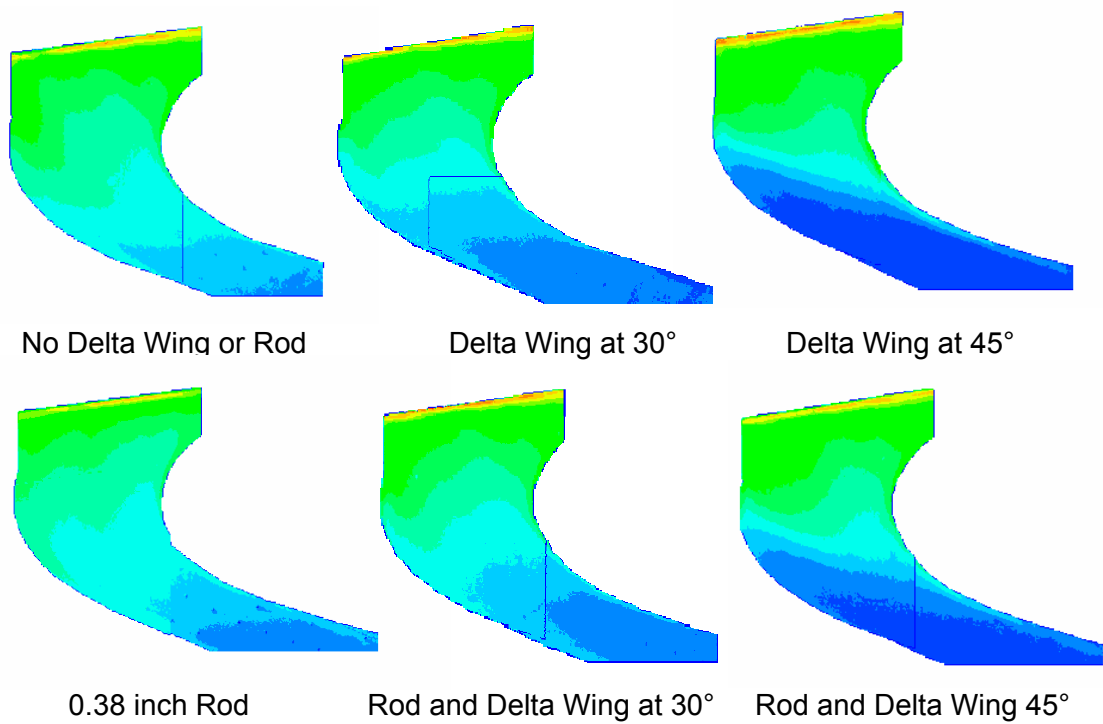 No Delta Wing or Rod
Delta Wing at 30°
Delta Wing at 45°
0.38 inch Rod
Rod and Delta Wing at 30°
Rod and Delta Wing 45°